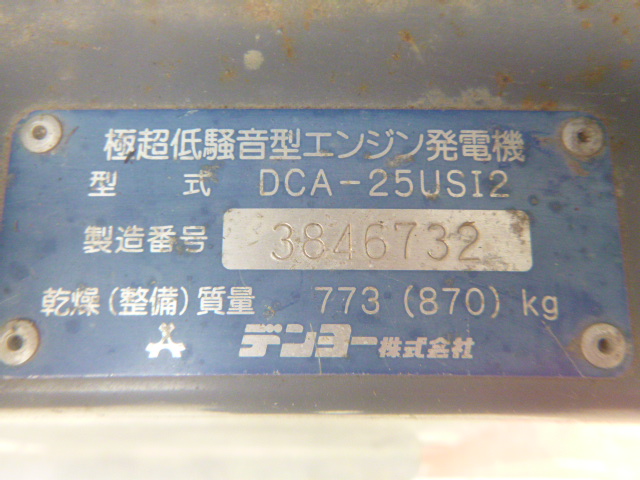 極超低騒音型エンジン発電機
型 式 DCA-25USI2
製造番号 3846732
乾燥(整備)質量 773 (870) kg
デンヨー株式会社